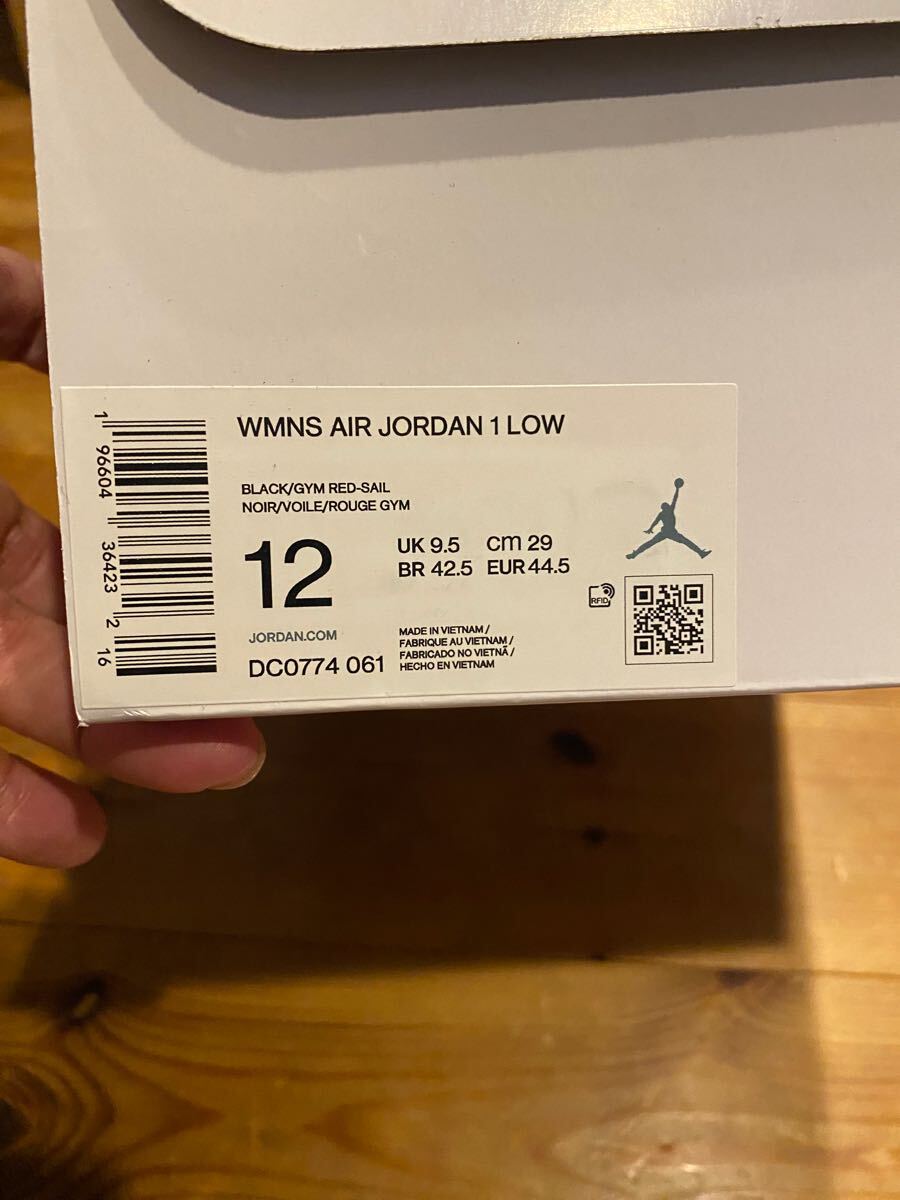 WMNS AIR JORDAN 1 LOW
BLACK/GYM RED-SAIL
NOIR/VOILE/ROUGE GYM
12
UK 9.5 cm 29
BR 42.5 EUR 44.5
JORDAN.COM
DC0774 061
MADE IN VIETNAM /
FABRIQUE AU VIETNAM /
FABRICADO NO VIETNÃ /
HECHO EN VIETNAM
RFID
1 96604 36423 2 16